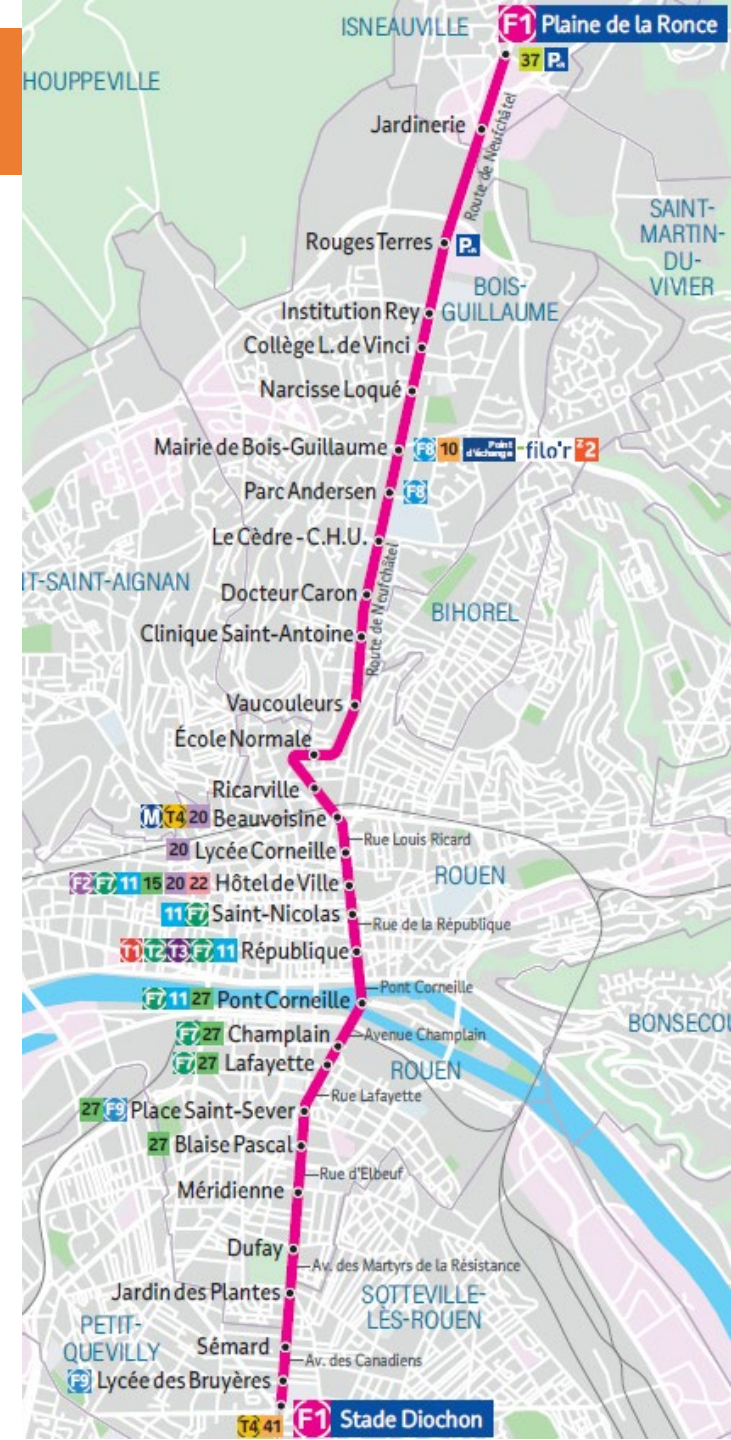 ISNEAUVILLE
F1 Plaine de la Ronce
37 P+R
HOUPPEVILLE
Jardinerie
Route de Neufchâtel
SAINT-
MARTIN-
DU-
VIVIER
Rouges Terres P+R
BOIS-
GUILLAUME
Institution Rey
Collège L. de Vinci
Narcisse Loqué
Mairie de Bois-Guillaume F8 10 Point d'échange filo'r Z2
Parc Andersen F8
Le Cèdre - C.H.U.
T-SAINT-AIGNAN
Docteur Caron
BIHOREL
Clinique Saint-Antoine
Route de Neufchâtel
Vaucouleurs
École Normale
Ricarville
M T4 20 Beauvoisine
Rue Louis Ricard
20 Lycée Corneille
F2 F7 11 15 20 22 Hôtel de Ville
ROUEN
11 F7 Saint-Nicolas
Rue de la République
T1 T2 T3 F7 11 République
Pont Corneille
F7 11 27 Pont Corneille
BONSECOU
F7 27 Champlain
Avenue Champlain
F7 27 Lafayette
ROUEN
Rue Lafayette
27 F9 Place Saint-Sever
27 Blaise Pascal
Rue d'Elbeuf
Méridienne
Dufay
Av. des Martyrs de la Résistance
Jardin des Plantes
SOTTEVILLE-
LÈS-ROUEN
PETIT-
QUEVILLY
Sémard
Av. des Canadiens
F9 Lycée des Bruyères
T4 41 F1 Stade Diochon